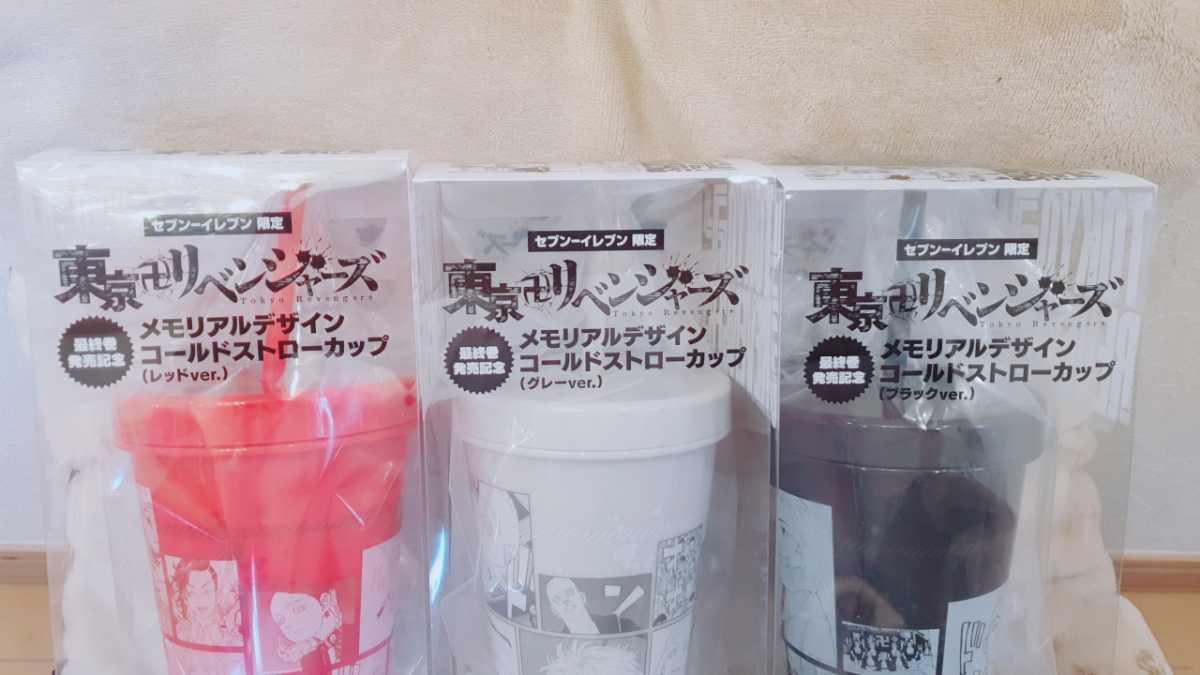 セブン-イレブン 限定
東京卍リベンジャーズ
Tokyo Revengers
最終巻
発売記念
メモリアルデザイン
コールドストローカップ
(レッドver.)
セブン-イレブン 限定
東京卍リベンジャーズ
Tokyo Revengers
最終巻
発売記念
メモリアルデザイン
コールドストローカップ
(グレーver.)
セブン-イレブン 限定
東京卍リベンジャーズ
Tokyo Revengers
最終巻
発売記念
メモリアルデザイン
コールドストローカップ
(ブラックver.)